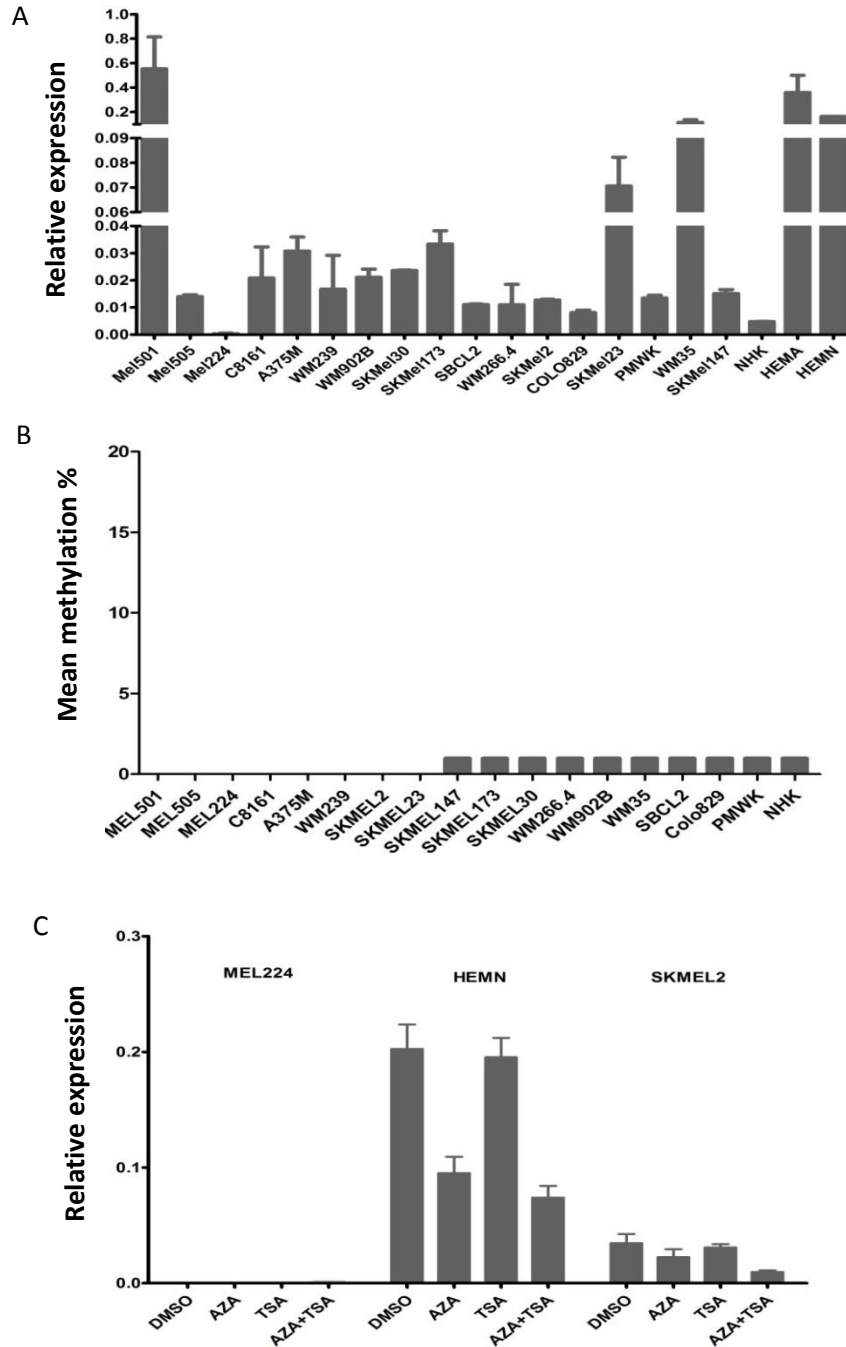 A
Relative expression
1.0
0.8
0.6
0.4
0.2
0.09
0.08
0.07
0.06
0.04
0.03
0.02
0.01
0.00
Mel501 Mel505 Mel224 C8161 A375M WM239 WM902B SKMel30 SKMel173 SBCL2 WM266.4 SKMel2 COLO829 SKMel23 PMWK WM35 SKMel147 NHK HEMA HEMN
B
Mean methylation %
20
15
10
5
0
MEL501 MEL505 MEL224 C8161 A375M WM239 SKMEL2 SKMEL23 SKMEL147 SKMEL173 SKMEL30 WM266.4 WM902B WM35 SBCL2 Colo829 PMWK NHK
C
Relative expression
0.3
0.2
0.1
0.0
MEL224 HEMN SKMEL2
DMSO AZA TSA AZA+TSA DMSO AZA TSA AZA+TSA DMSO AZA TSA AZA+TSA